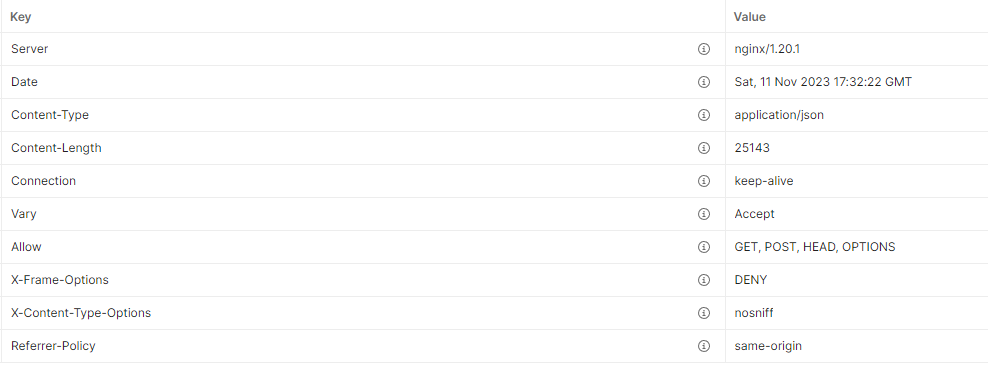 Key Value
Server nginx/1.20.1
Date Sat, 11 Nov 2023 17:32:22 GMT
Content-Type application/json
Content-Length 25143
Connection keep-alive
Vary Accept
Allow GET, POST, HEAD, OPTIONS
X-Frame-Options DENY
X-Content-Type-Options nosniff
Referrer-Policy same-origin